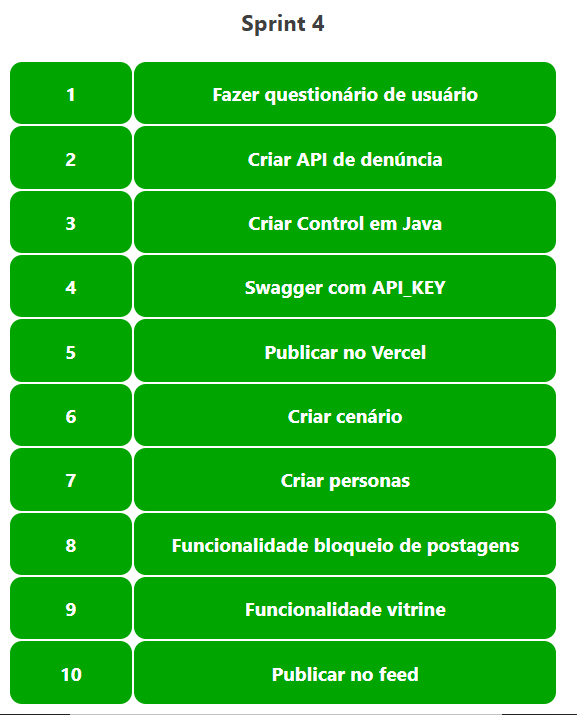 Sprint 4
1 Fazer questionário de usuário
2 Criar API de denúncia
3 Criar Control em Java
4 Swagger com API_KEY
5 Publicar no Vercel
6 Criar cenário
7 Criar personas
8 Funcionalidade bloqueio de postagens
9 Funcionalidade vitrine
10 Publicar no feed